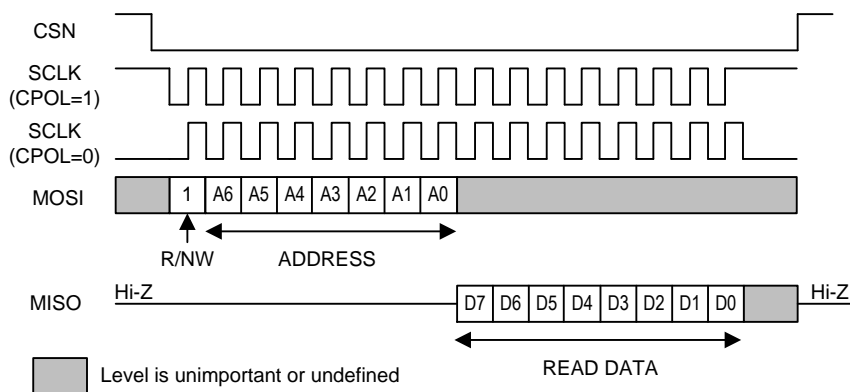 CSN
SCLK
(CPOL=1)
SCLK
(CPOL=0)
MOSI 1 A6 A5 A4 A3 A2 A1 A0
R/NW ADDRESS
MISO Hi-Z D7 D6 D5 D4 D3 D2 D1 D0 Hi-Z
READ DATA
Level is unimportant or undefined